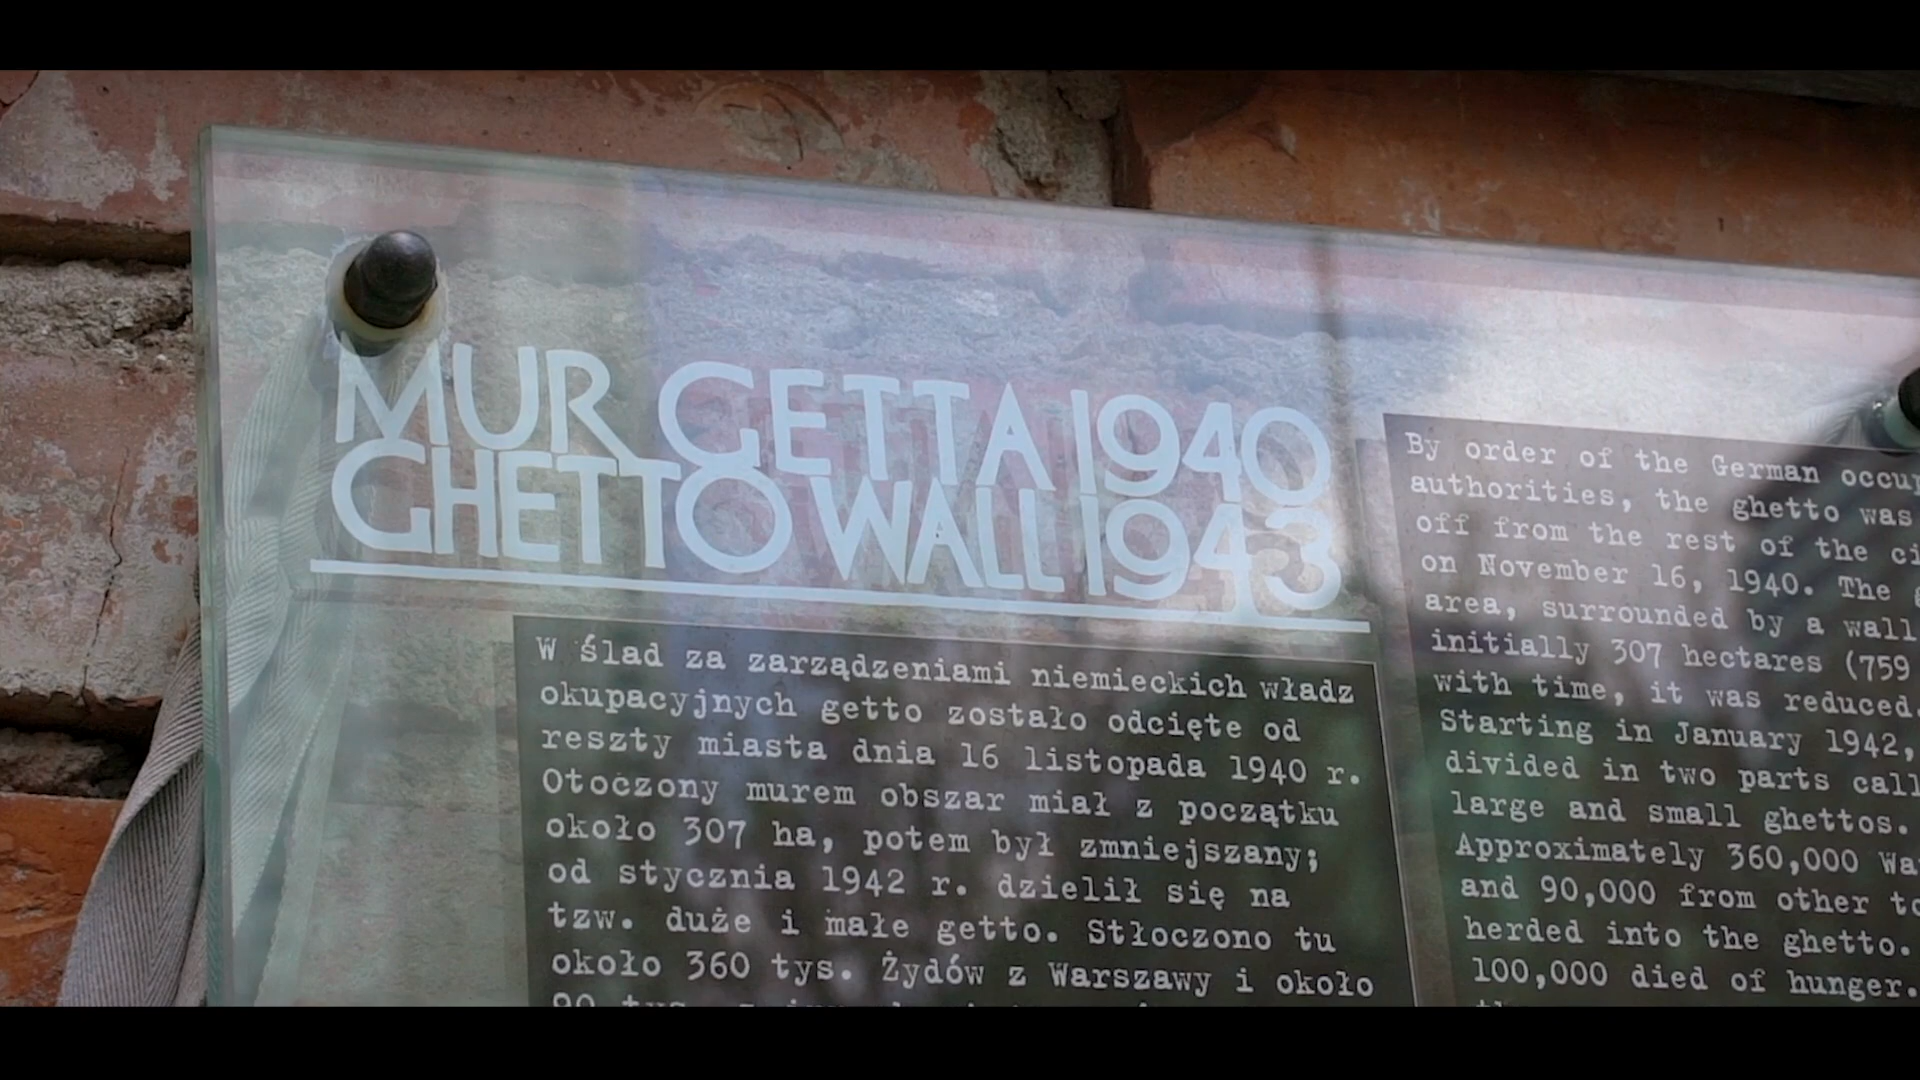 MUR GETTA 1940
GHETTO WALL 1943
W ślad za zarządzeniami niemieckich władz
okupacyjnych getto zostało odcięte od
reszty miasta dnia 16 listopada 1940 r.
Otoczony murem obszar miał z początku
około 307 ha, potem był zmniejszany;
od stycznia 1942 r. dzielił się na
tzw. duże i małe getto. Stłoczono tu
około 360 tys. Żydów z Warszawy i około
By order of the German
authorities, the ghetto was
off from the rest of the
on November 16, 1940. The
area, surrounded by a wall
initially 307 hectares (759
with time, it was reduced.
Starting in January 1942,
divided in two parts
large and small ghettos.
Approximately 360,000
and 90,000 from other
herded into the ghetto.
100,000 died of hunger.